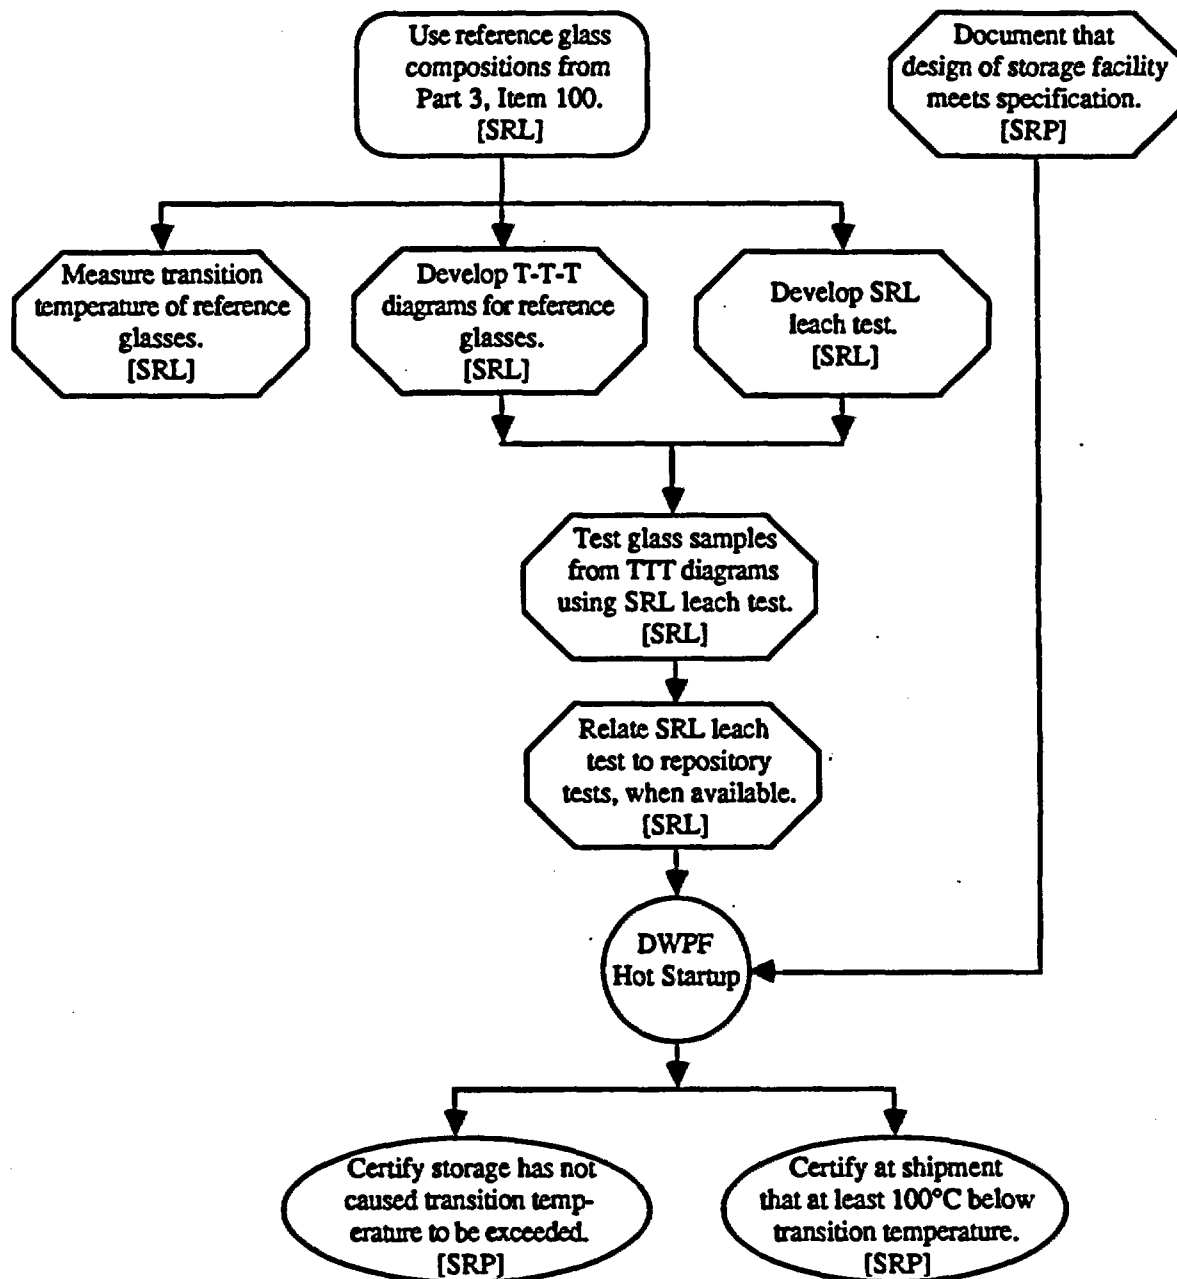 Use reference glass
compositions from
Part 3, Item 100.
[SRL]
Document that
design of storage facility
meets specification.
[SRP]
Measure transition
temperature of reference
glasses.
[SRL]
Develop T-T-T
diagrams for reference
glasses.
[SRL]
Develop SRL
leach test.
[SRL]
Test glass samples
from TTT diagrams
using SRL leach test.
[SRL]
Relate SRL leach
test to repository
tests, when available.
[SRL]
DWPF
Hot Startup
Certify storage has not
caused transition temp-
erature to be exceeded.
[SRP]
Certify at shipment
that at least 100°C below
transition temperature.
[SRP]